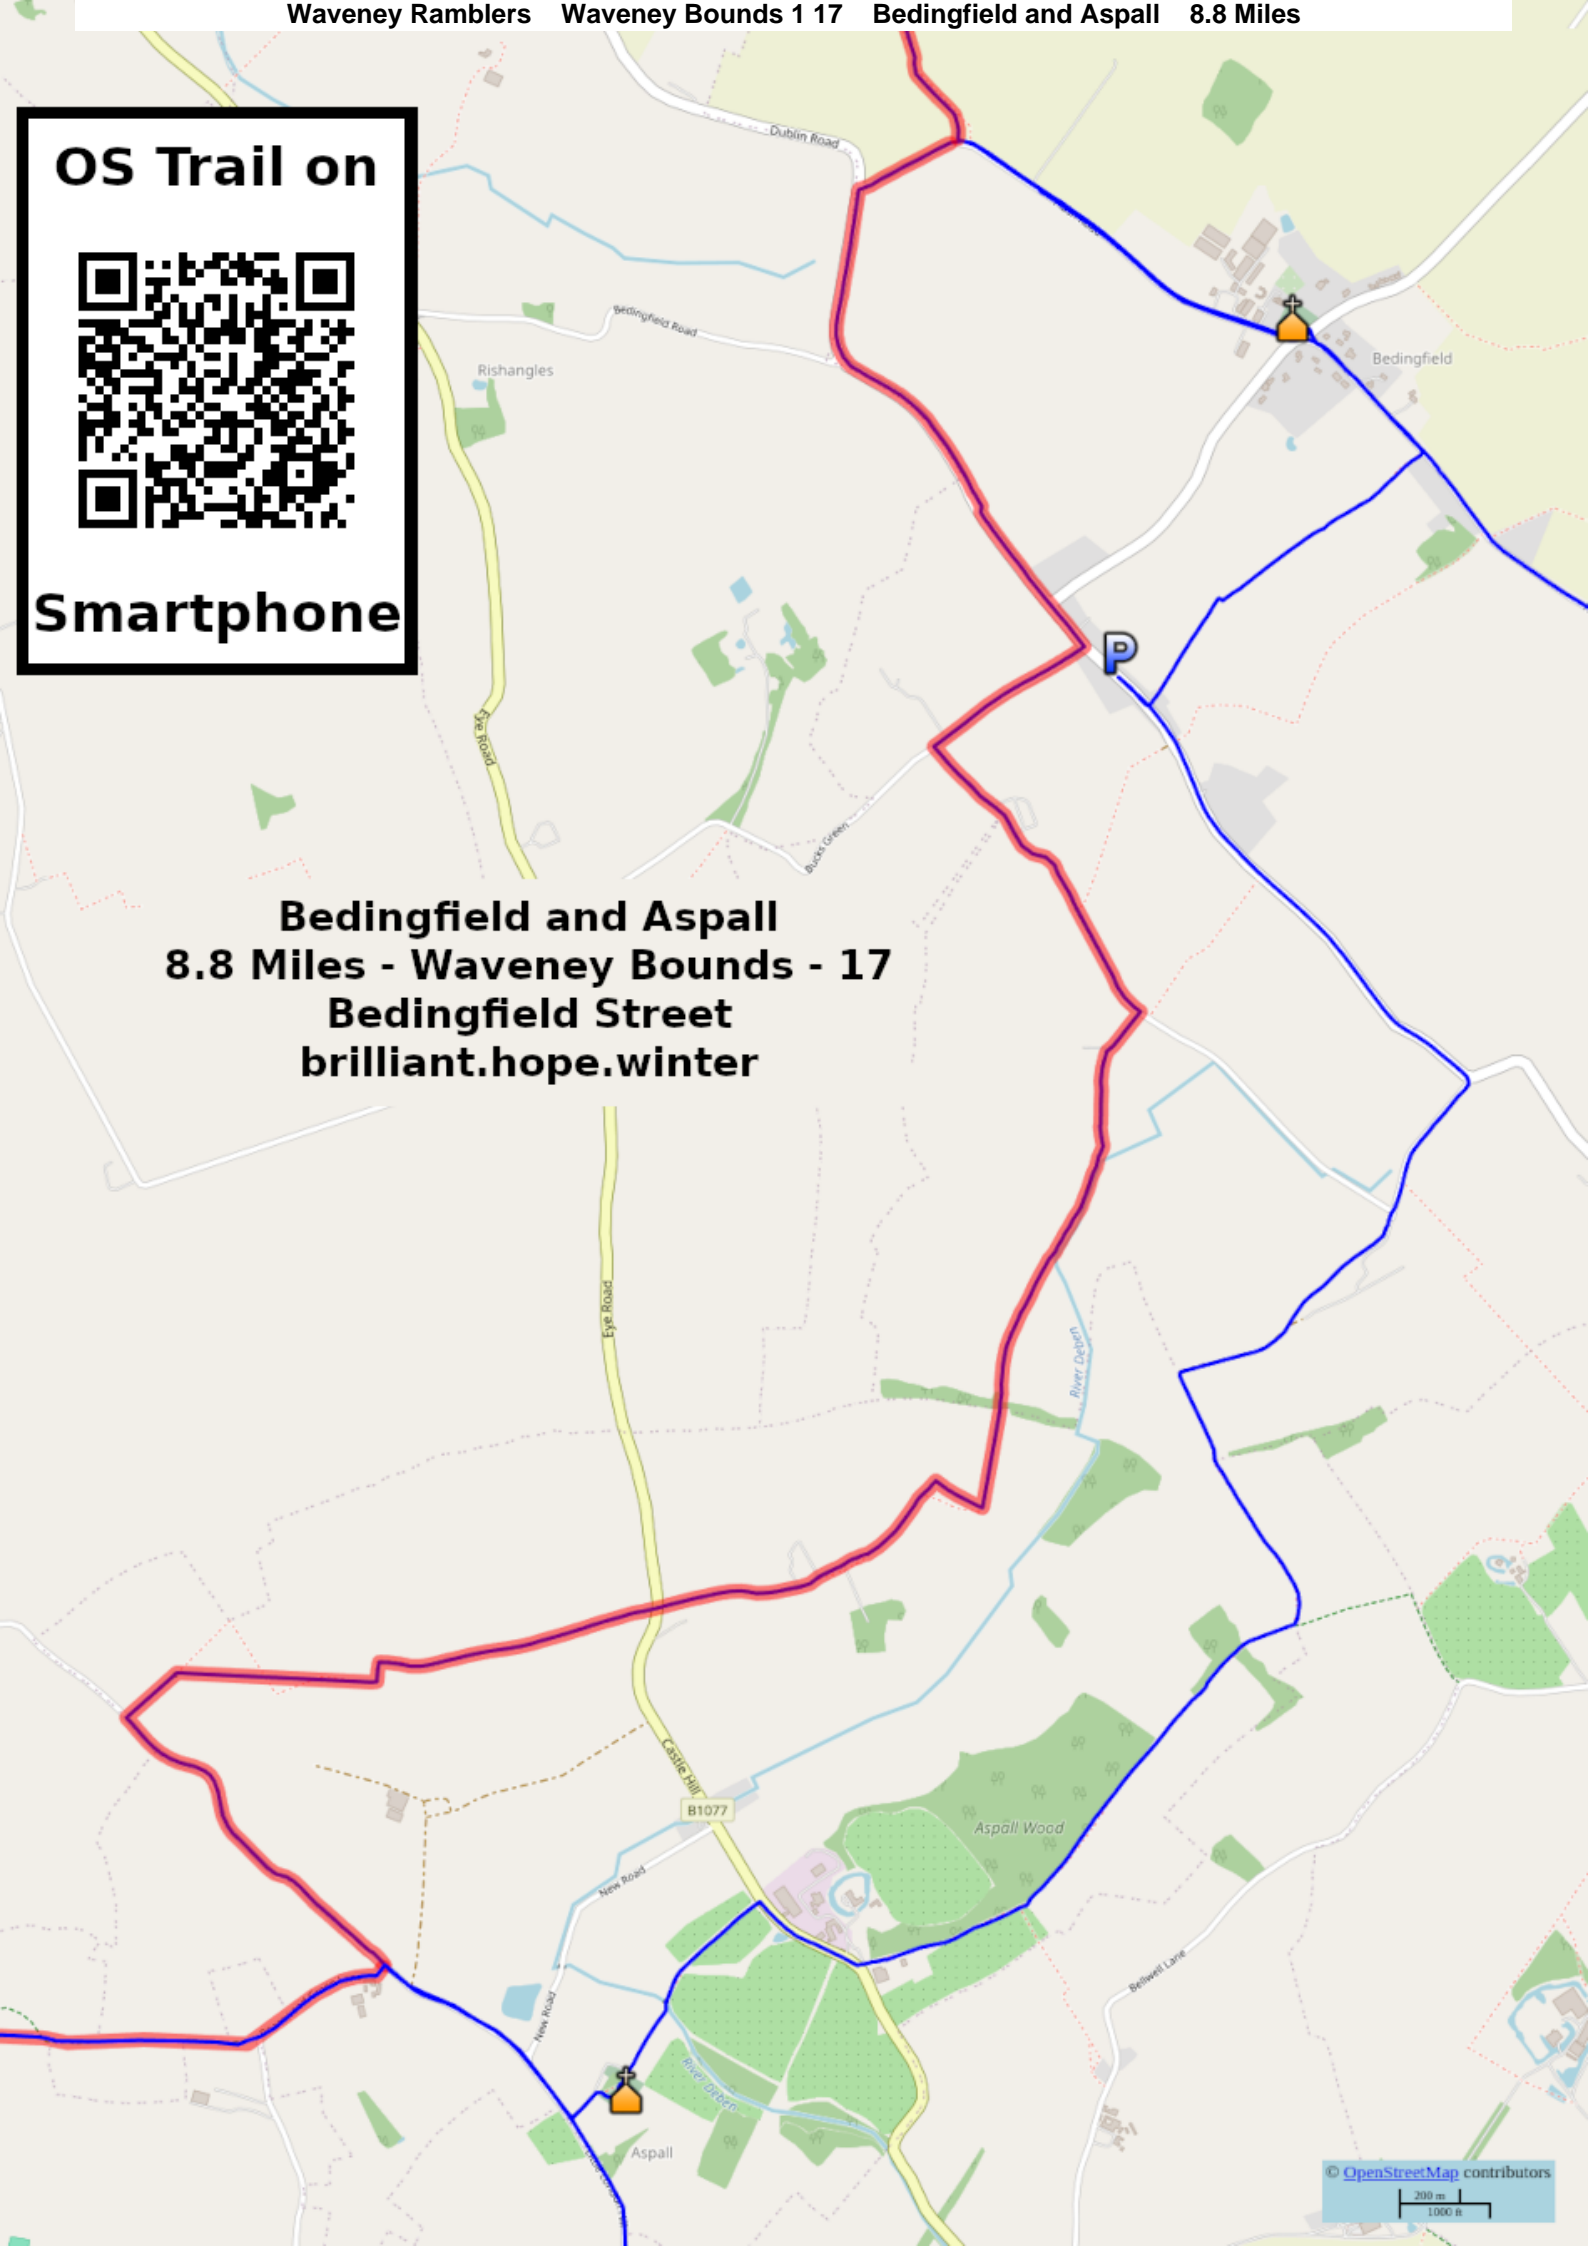 Waveney Ramblers Waveney Bounds 1 17 Bedingfield and Aspall 8.8 Miles
OS Trail on
Smartphone
Dublin Road
Bedingfield Road
Rishangles
Bedingfield
P
Eye Road
Bucks Green
Bedingfield and Aspall
8.8 Miles - Waveney Bounds - 17
Bedingfield Street
brilliant.hope.winter
Eye Road
River Deben
Castle Hill
B1077
Aspall Wood
New Road
Bellwell Lane
New Road
River Deben
Aspall
© OpenStreetMap contributors
200 m
1000 ft